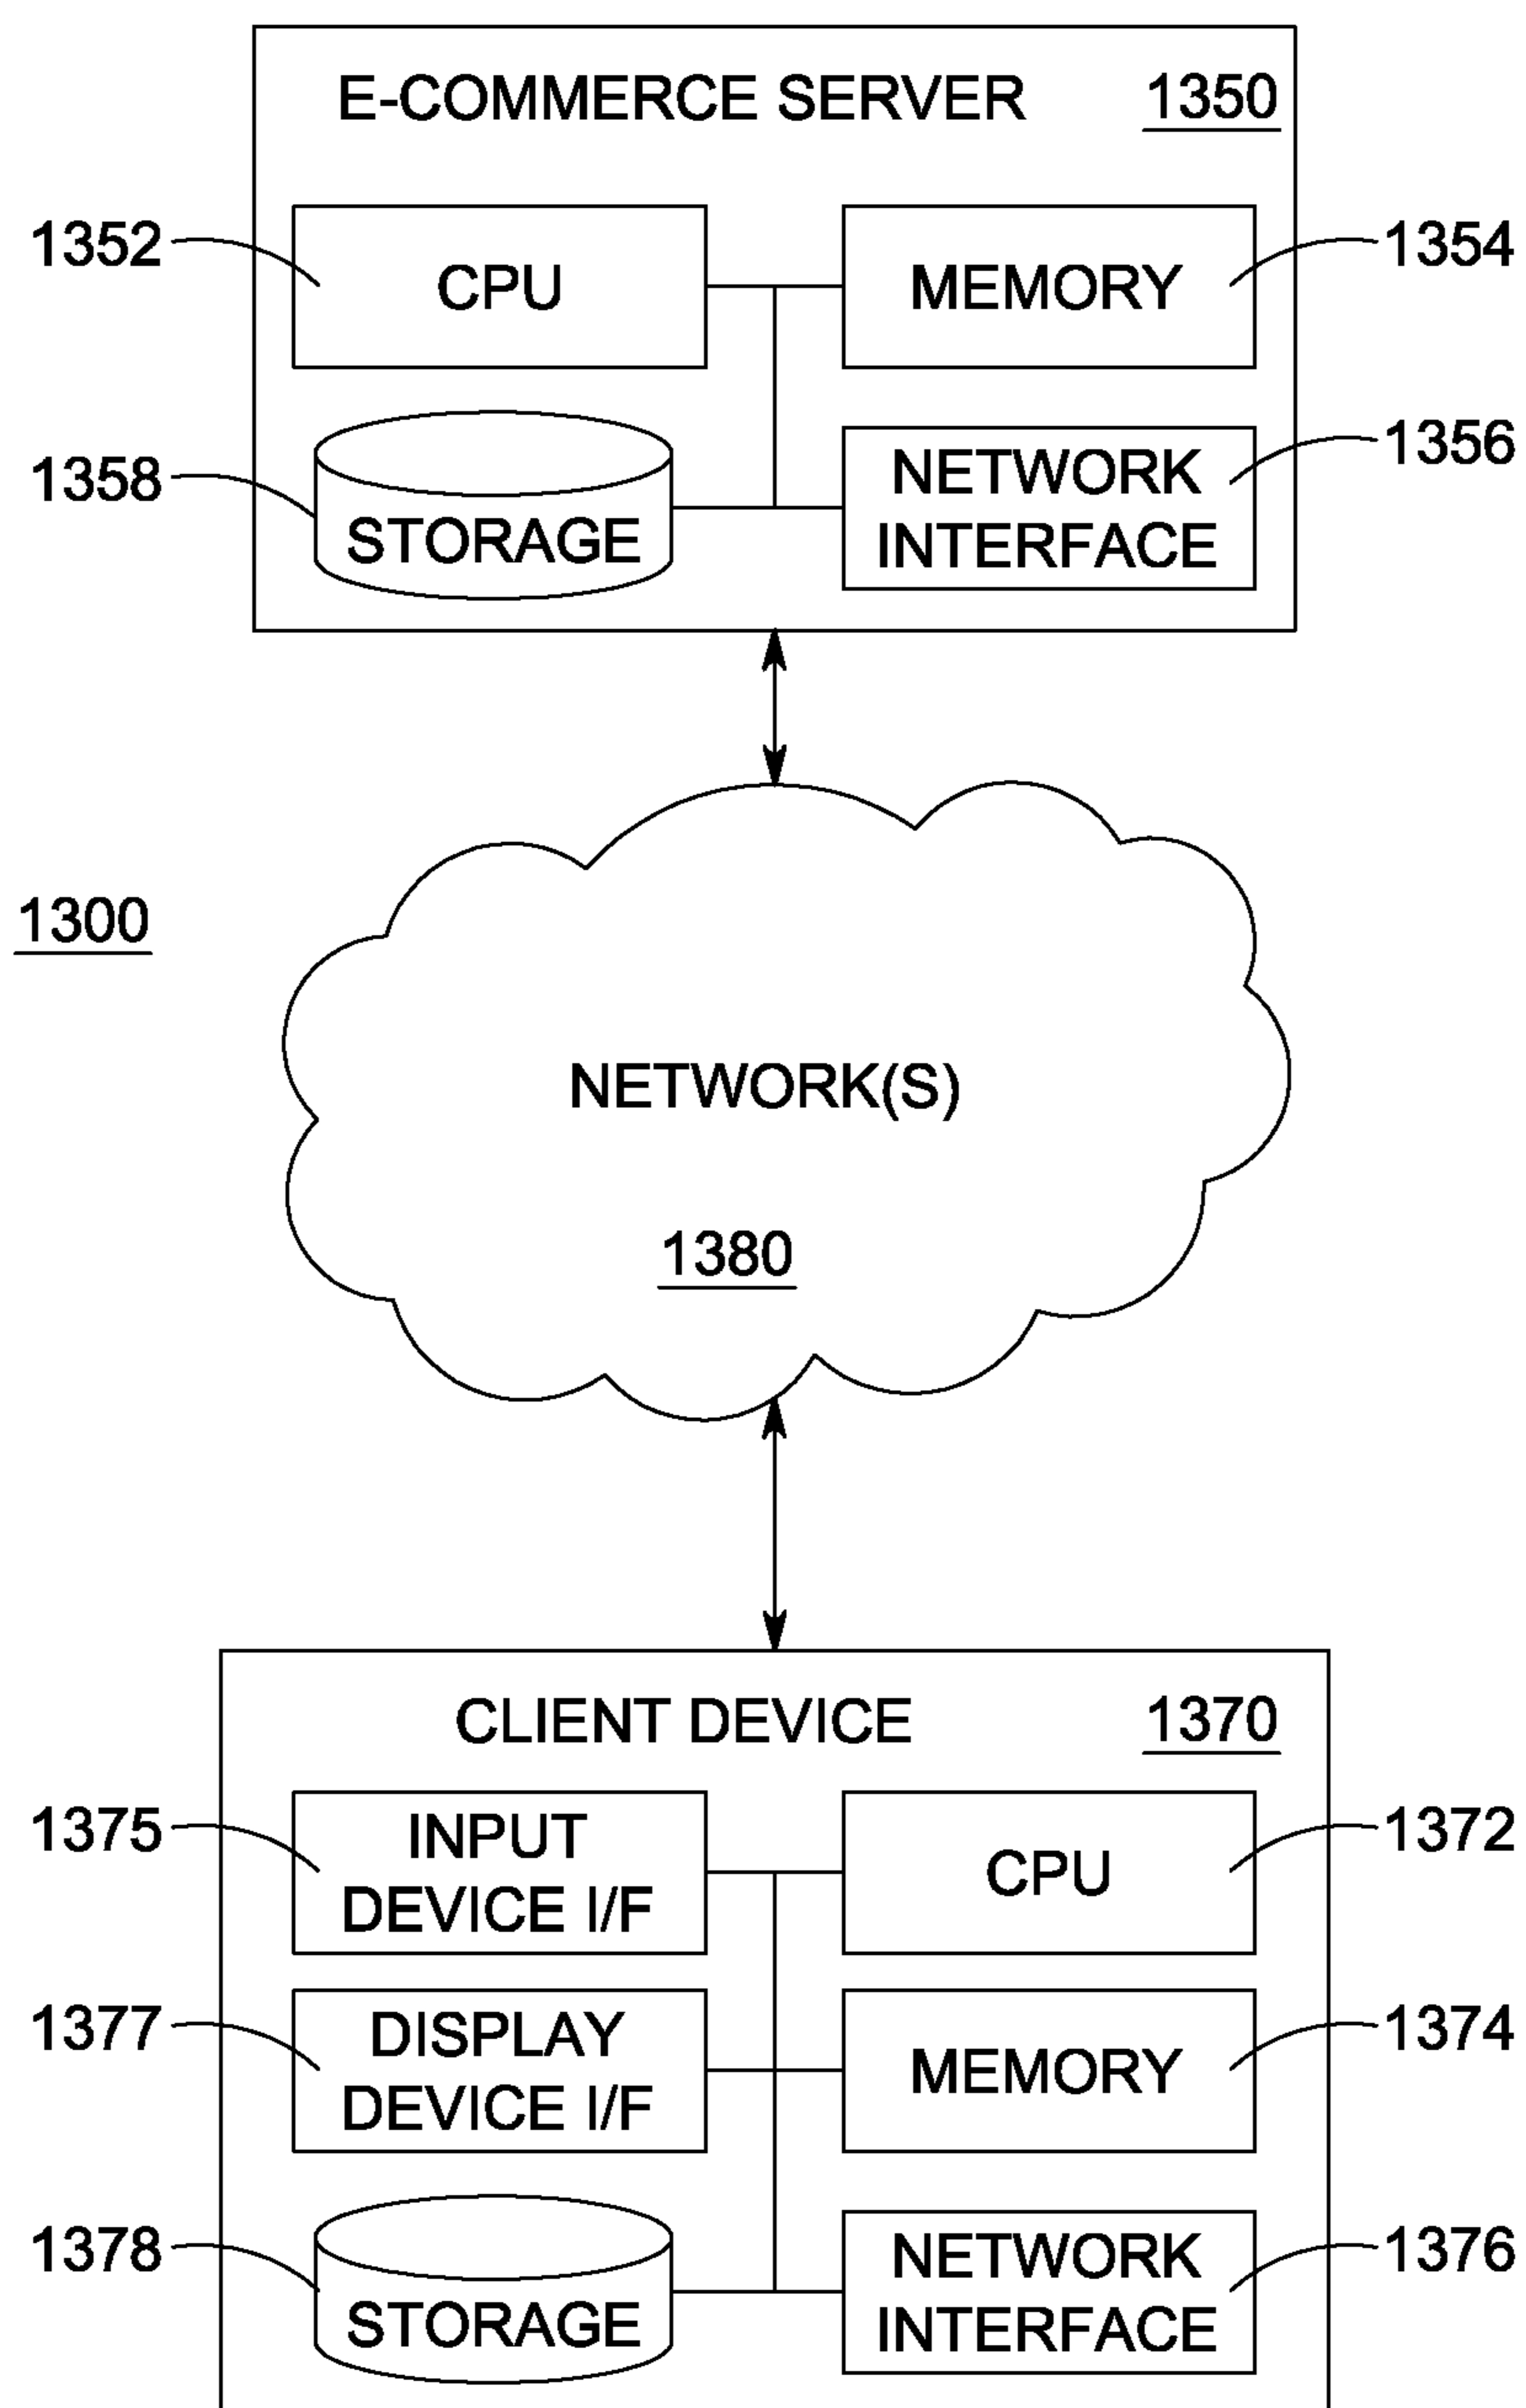 E-COMMERCE SERVER 1350
1352
CPU
MEMORY
1354
1358
STORAGE
NETWORK
INTERFACE
1356
1300
NETWORK(S)
1380
CLIENT DEVICE 1370
1375
INPUT
DEVICE I/F
CPU
1372
1377
DISPLAY
DEVICE I/F
MEMORY
1374
1378
STORAGE
NETWORK
INTERFACE
1376